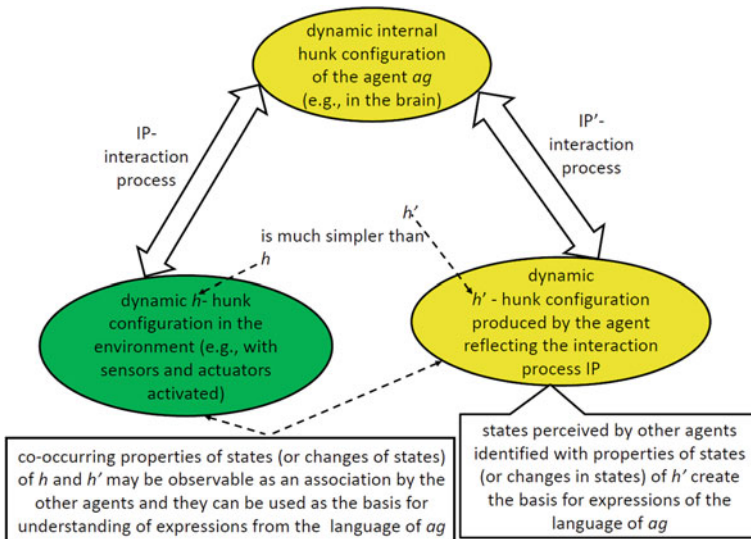 dynamic internal
hunk configuration
of the agent ag
(e.g., in the brain)
IP-
interaction
process
IP’-
interaction
process
h’
is much simpler than
h
dynamic h- hunk
configuration in the
environment (e.g., with
sensors and actuators
activated)
dynamic
h’ - hunk configuration
produced by the agent
reflecting the interaction
process IP
co-occurring properties of states (or changes of states)
of h and h’ may be observable as an association by the
other agents and they can be used as the basis for
understanding of expressions from the language of ag
states perceived by other agents
identified with properties of states
(or changes in states) of h’ create
the basis for expressions of the
language of ag